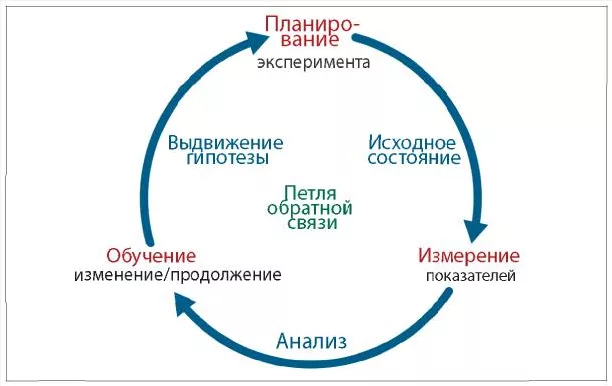 Планиро-
вание
эксперимента
Выдвижение
гипотезы
Исходное
состояние
Петля
обратной
связи
Обучение
изменение/продолжение
Измерение
показателей
Анализ